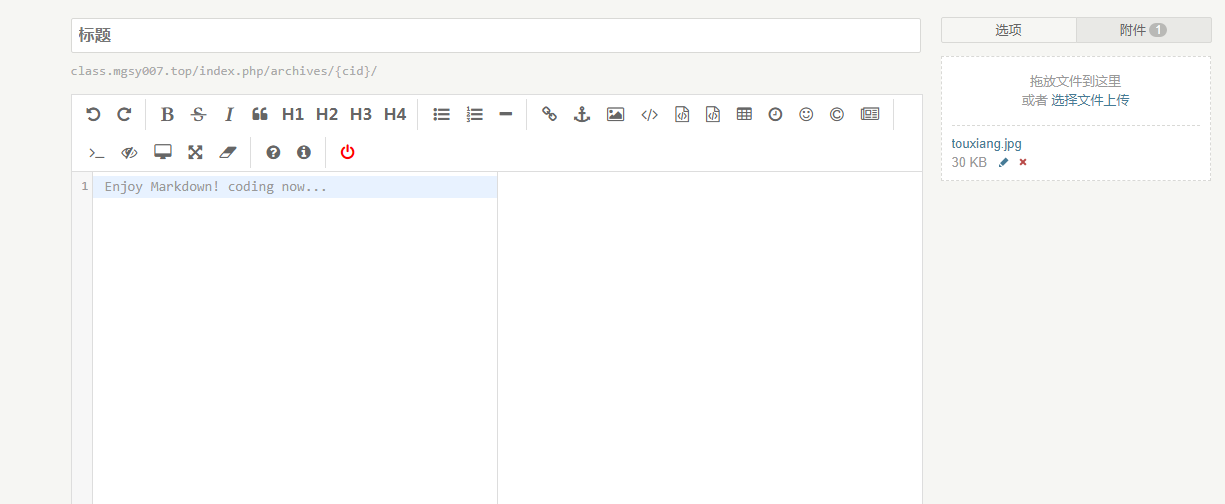 标题
class.mgsy007.top/index.php/archives/{cid}/
B S I H1 H2 H3 H4
1 Enjoy Markdown! coding now...
选项
附件 1
拖放文件到这里
或者 选择文件上传
touxiang.jpg
30 KB